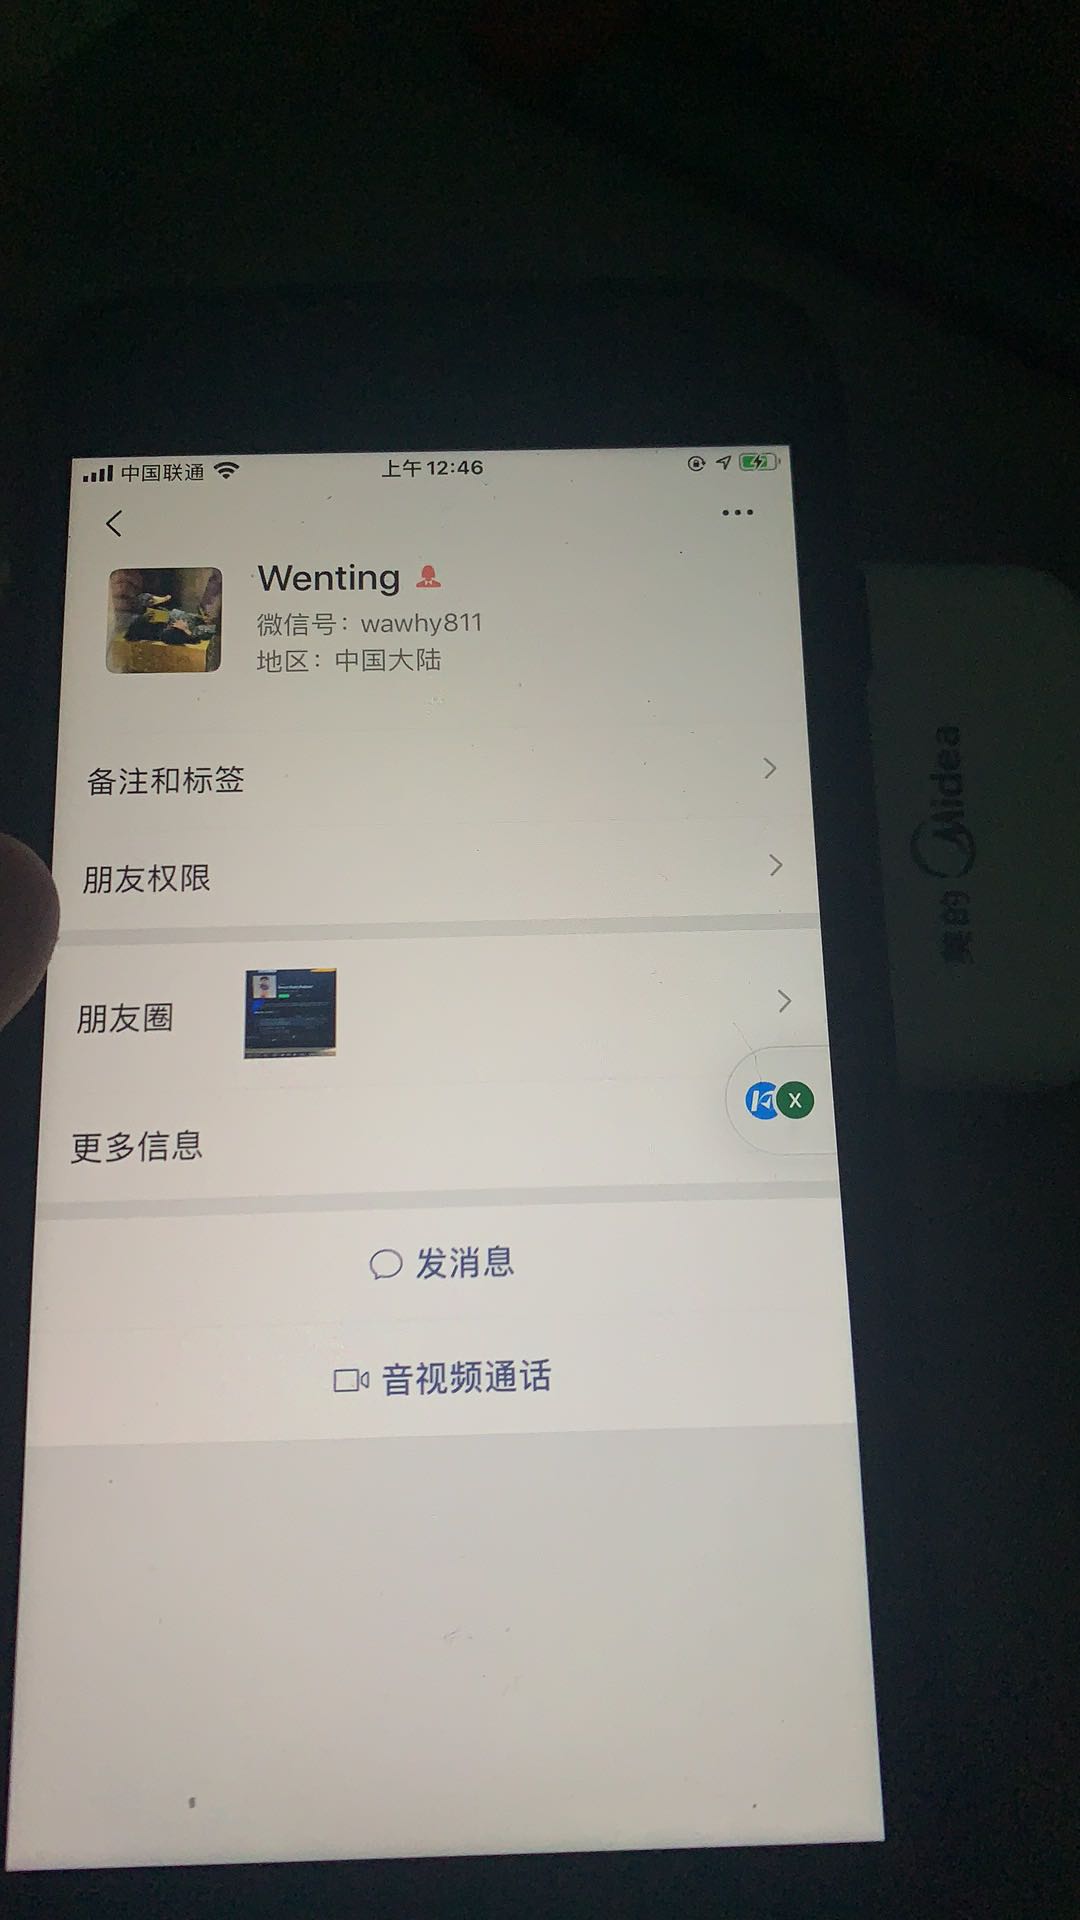 中国联通
上午12:46
Wenting
微信号：wawhy811
地区：中国大陆
备注和标签
朋友权限
朋友圈
X
更多信息
发消息
音视频通话
美的 Midea